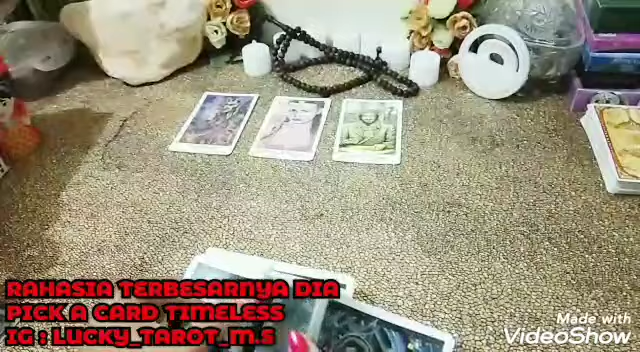 RAHASIA TERBESARNYA DIA
PICK A CARD TIMELESS
IG : LUCKY_TAROT_M.S
Made with
VideoShow